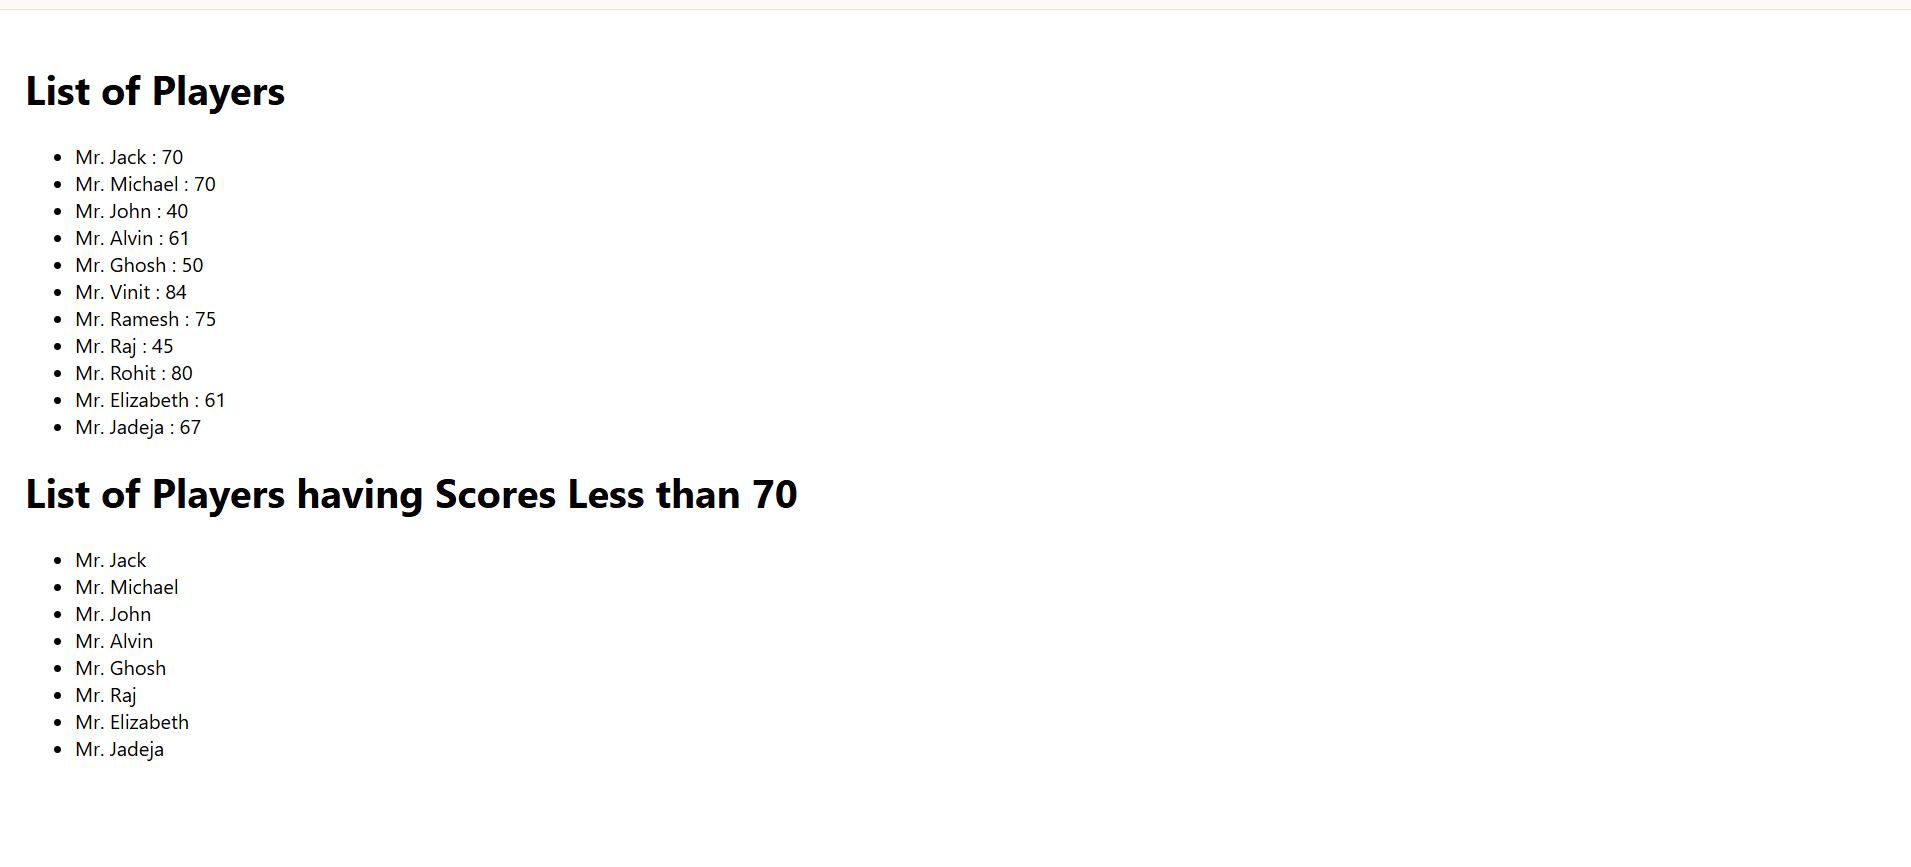 List of Players
Mr. Jack : 70
Mr. Michael : 70
Mr. John : 40
Mr. Alvin : 61
Mr. Ghosh : 50
Mr. Vinit : 84
Mr. Ramesh : 75
Mr. Raj : 45
Mr. Rohit : 80
Mr. Elizabeth : 61
Mr. Jadeja : 67
List of Players having Scores Less than 70
Mr. Jack
Mr. Michael
Mr. John
Mr. Alvin
Mr. Ghosh
Mr. Raj
Mr. Elizabeth
Mr. Jadeja